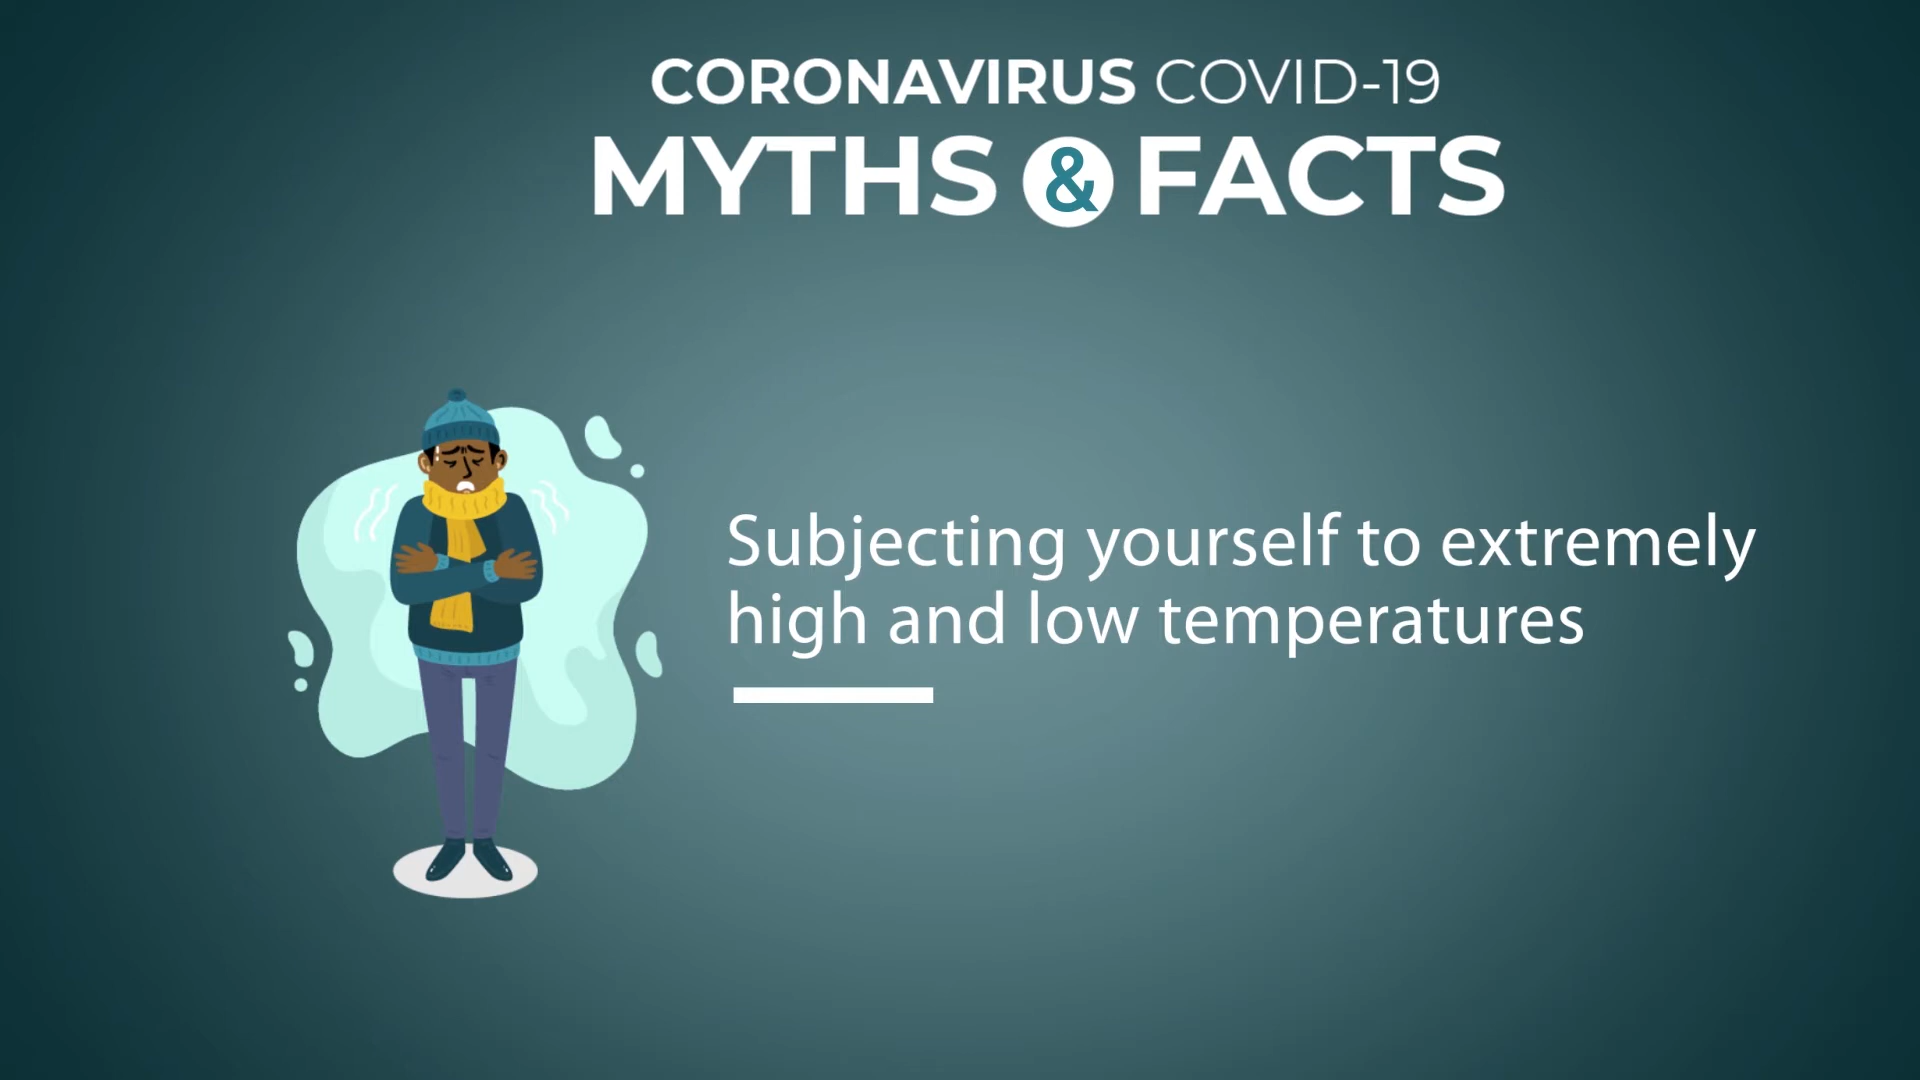 CORONAVIRUS COVID-19
MYTHS & FACTS
Subjecting yourself to extremely
high and low temperatures